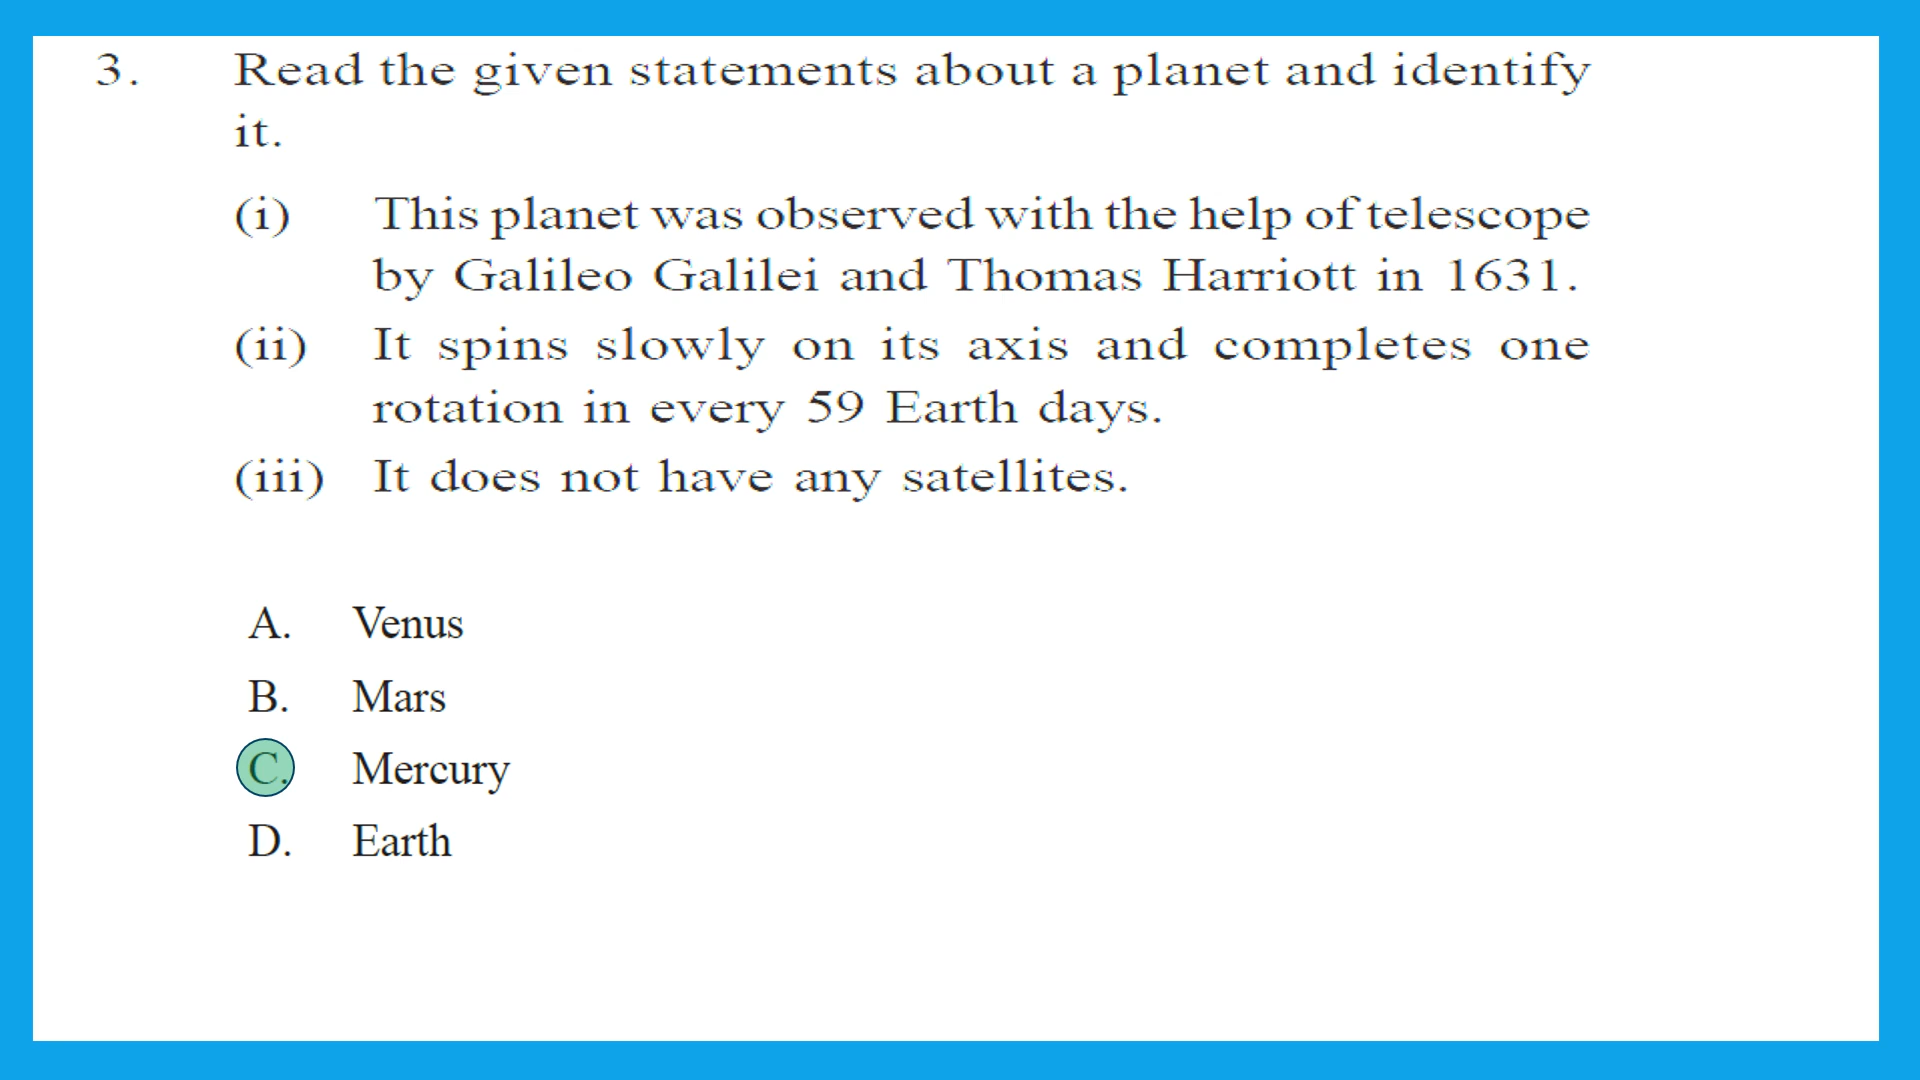 3. Read the given statements about a planet and identify
it.
(i) This planet was observed with the help of telescope
by Galileo Galilei and Thomas Harriott in 1631.
(ii) It spins slowly on its axis and completes one
rotation in every 59 Earth days.
(iii) It does not have any satellites.
A. Venus
B. Mars
C. Mercury
D. Earth